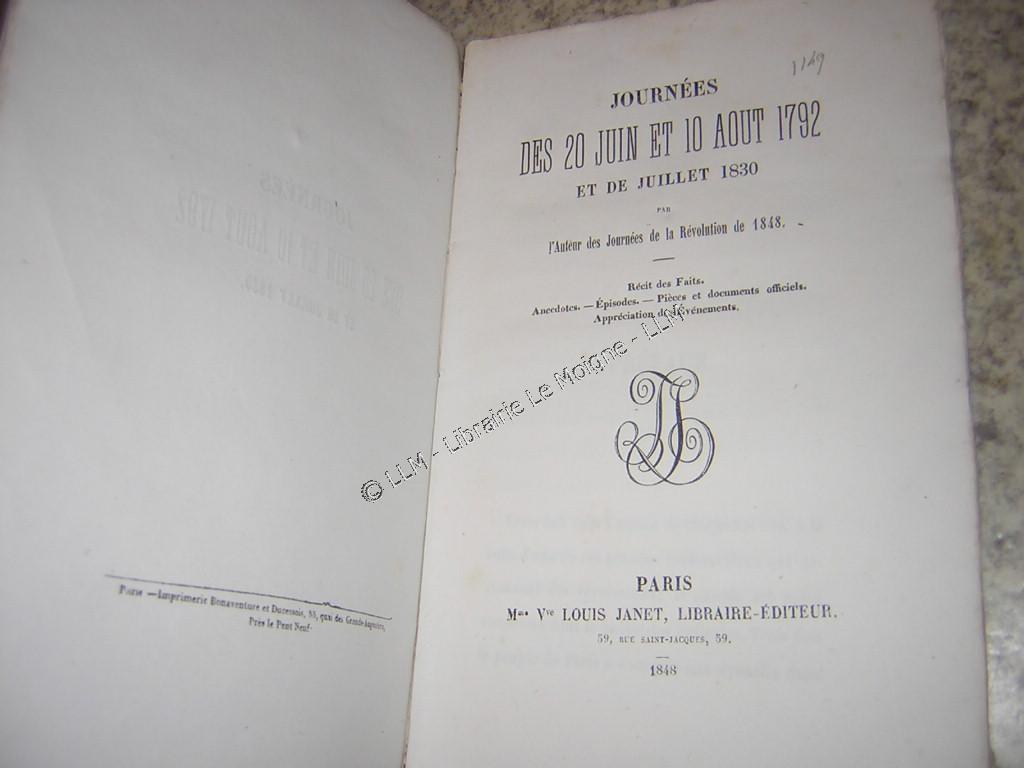 Paris —Imprimerie Bonaventure et Ducessois, 55, quai des Grands-Augustins,
Près le Pont Neuf.
1149
JOURNÉES
DES 20 JUIN ET 10 AOUT 1792
ET DE JUILLET 1830
PAR
l'Auteur des Journées de la Révolution de 1848.
Récit des Faits.
Anecdotes. — Épisodes. — Pièces et documents officiels.
Appréciation des Événements.
© LLM - Librairie Le Moigne - LLM
PARIS
Mme Vve LOUIS JANET, LIBRAIRE-ÉDITEUR.
59, RUE SAINT-JACQUES, 59.
1848